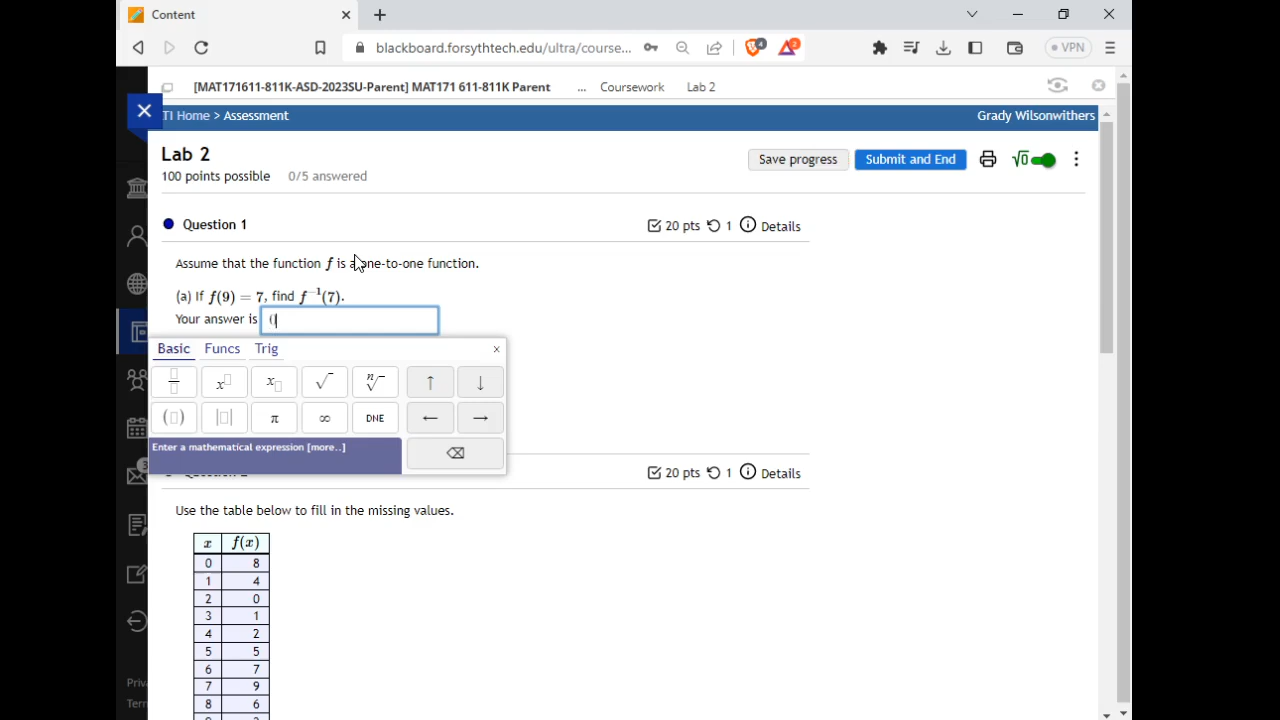 Content
blackboard.forsythtech.edu/ultra/course...
4
2
VPN
[MAT171611-811K-ASD-2023SU-Parent] MAT171 611-811K Parent ... Coursework Lab 2
TI Home > Assessment Grady Wilsonwithers
Lab 2
100 points possible 0/5 answered
Save progress Submit and End √0
Question 1 20 pts 1 Details
Assume that the function f is a one-to-one function.
(a) If f(9) = 7, find f⁻¹(7).
Your answer is (
Basic Funcs Trig ×
x x √ n√ ↑ ↓
( ) | | π ∞ DNE ← →
Enter a mathematical expression [more..]
20 pts 1 Details
Use the table below to fill in the missing values.
x f(x)
0 8
1 4
2 0
3 1
4 2
5 5
6 7
7 9
8 6
Priv
Term